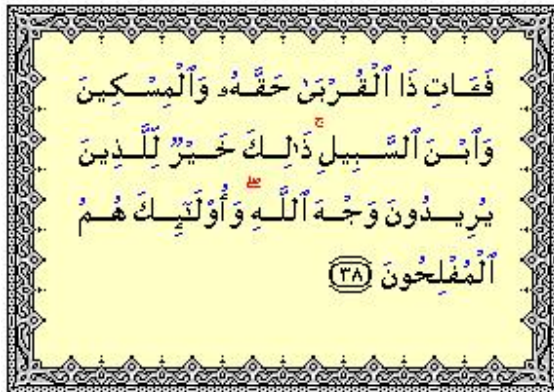 فَـَٔاتِ ذَا ٱلْقُرْبَىٰ حَقَّهُۥ وَٱلْمِسْكِينَ
وَٱبْنَ ٱلسَّبِيلِ ۚ ذَٰلِكَ خَيْرٌ لِّلَّذِينَ
يُرِيدُونَ وَجْهَ ٱللَّهِ ۖ وَأُو۟لَٰٓئِكَ هُمُ
ٱلْمُفْلِحُونَ ﴿٣٨﴾